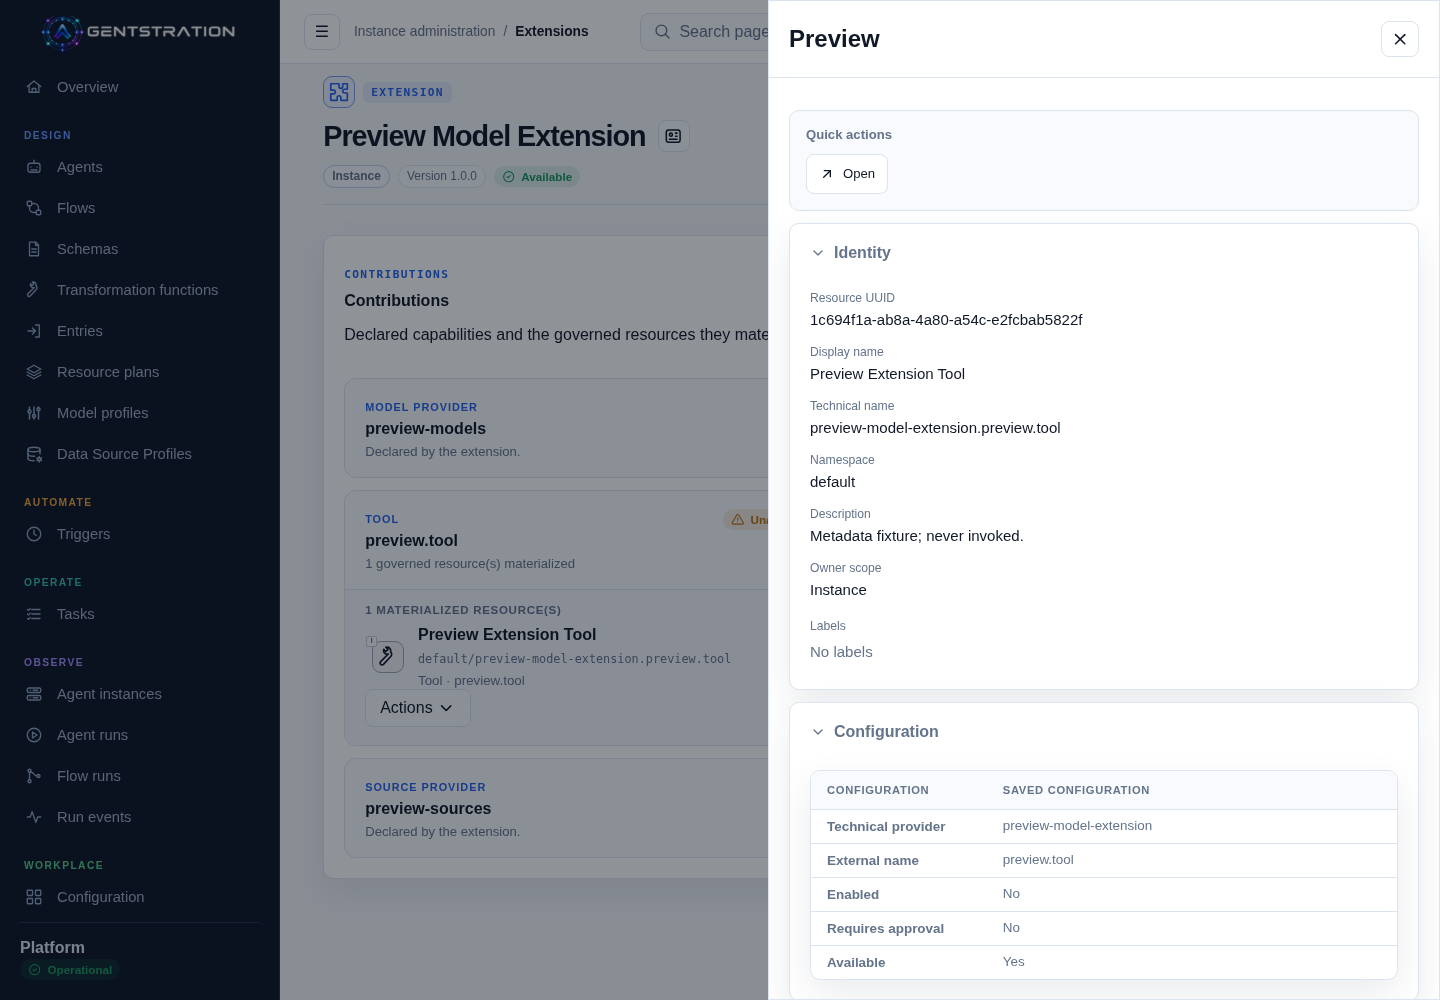 GENTSTRATION
Overview
DESIGN
Agents
Flows
Schemas
Transformation functions
Entries
Resource plans
Model profiles
Data Source Profiles
AUTOMATE
Triggers
OPERATE
Tasks
OBSERVE
Agent instances
Agent runs
Flow runs
Run events
WORKPLACE
Configuration
Platform
Operational
Instance administration / Extensions
Search page
EXTENSION
Preview Model Extension
Instance
Version 1.0.0
Available
CONTRIBUTIONS
Contributions
Declared capabilities and the governed resources they mate
MODEL PROVIDER
preview-models
Declared by the extension.
TOOL
Una
preview.tool
1 governed resource(s) materialized
1 MATERIALIZED RESOURCE(S)
Preview Extension Tool
default/preview-model-extension.preview.tool
Tool · preview.tool
Actions
SOURCE PROVIDER
preview-sources
Declared by the extension.
Preview
Quick actions
Open
Identity
Resource UUID
1c694f1a-ab8a-4a80-a54c-e2fcbab5822f
Display name
Preview Extension Tool
Technical name
preview-model-extension.preview.tool
Namespace
default
Description
Metadata fixture; never invoked.
Owner scope
Instance
Labels
No labels
Configuration
CONFIGURATION SAVED CONFIGURATION
Technical provider preview-model-extension
External name preview.tool
Enabled No
Requires approval No
Available Yes